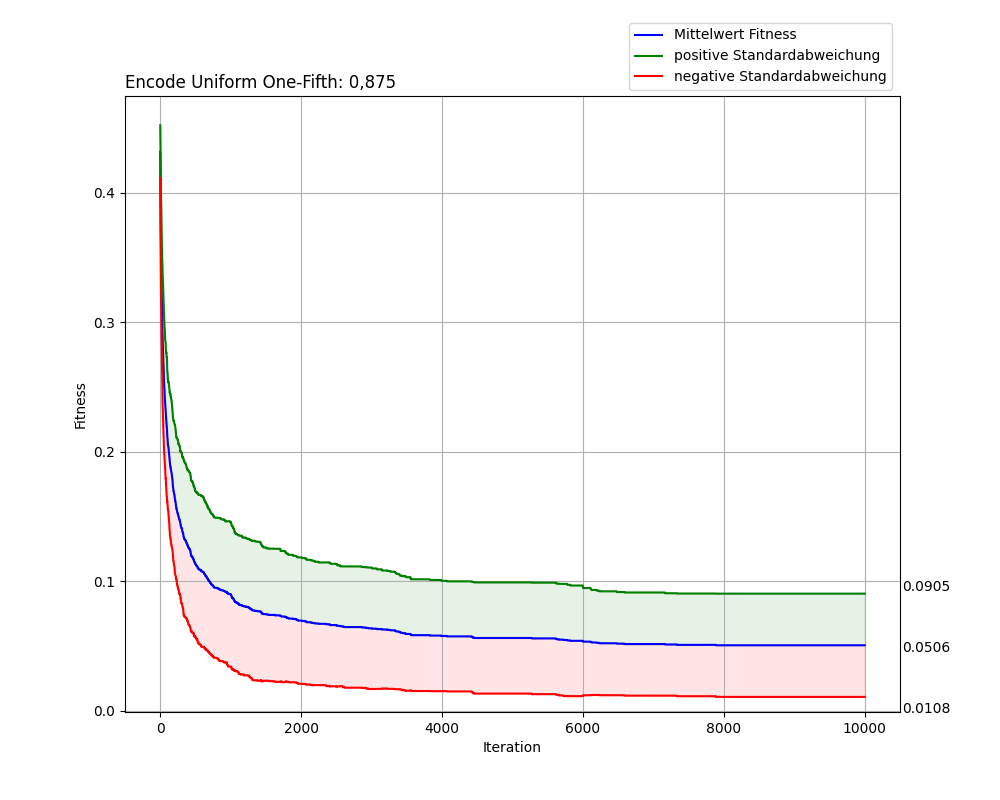 Mittelwert Fitness
positive Standardabweichung
negative Standardabweichung
Encode Uniform One-Fifth: 0,875
Fitness
0.4
0.3
0.2
0.1
0.0
0.0905
0.0506
0.0108
0 2000 4000 6000 8000 10000
Iteration